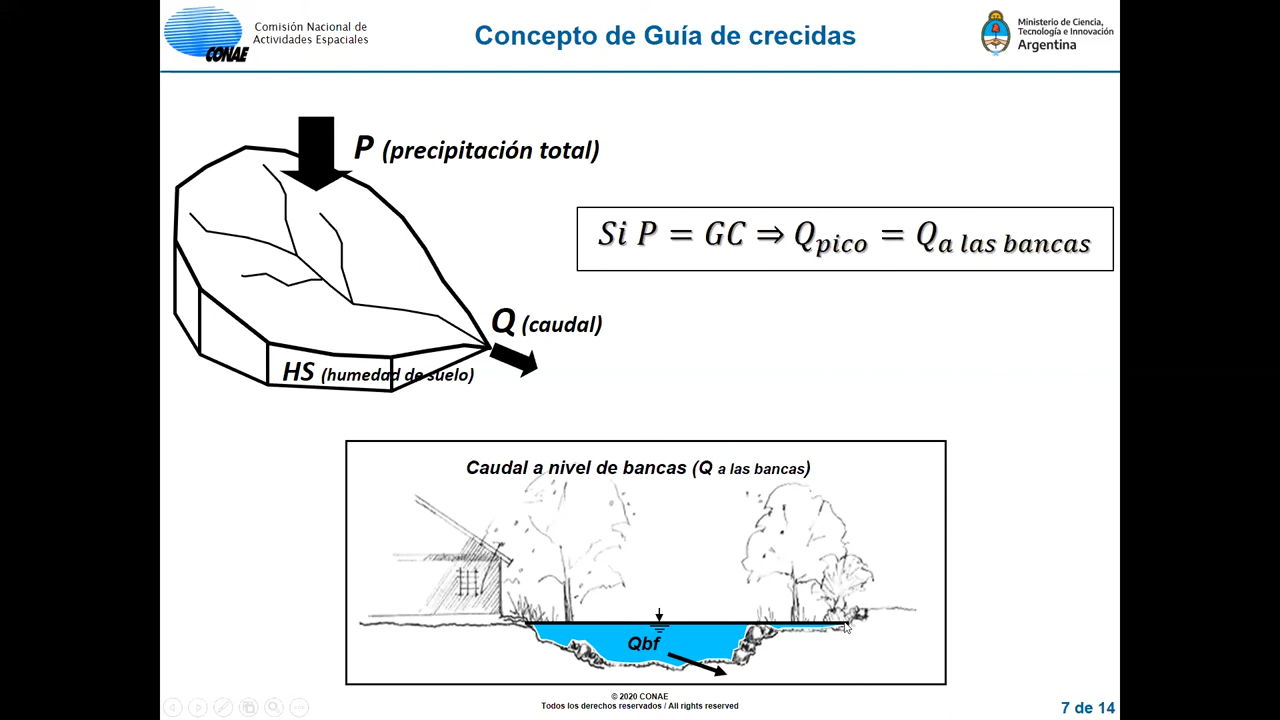 Comisión Nacional de
Actividades Espaciales
CONAE
Concepto de Guía de crecidas
Ministerio de Ciencia,
Tecnología e Innovación
Argentina
P (precipitación total)
Si P = GC ⇒ Qpico = Qa las bancas
Q (caudal)
HS (humedad de suelo)
Caudal a nivel de bancas (Q a las bancas)
Qbf
© 2020 CONAE
Todos los derechos reservados / All rights reserved
7 de 14